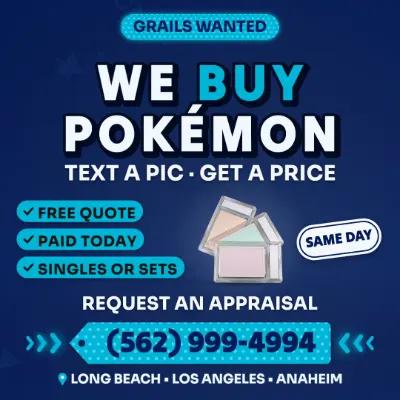 GRAILS WANTED
WE BUY
POKÉMON
TEXT A PIC · GET A PRICE
✓ FREE QUOTE
✓ PAID TODAY
✓ SINGLES OR SETS
SAME DAY
REQUEST AN APPRAISAL
(562) 999-4994
LONG BEACH • LOS ANGELES • ANAHEIM